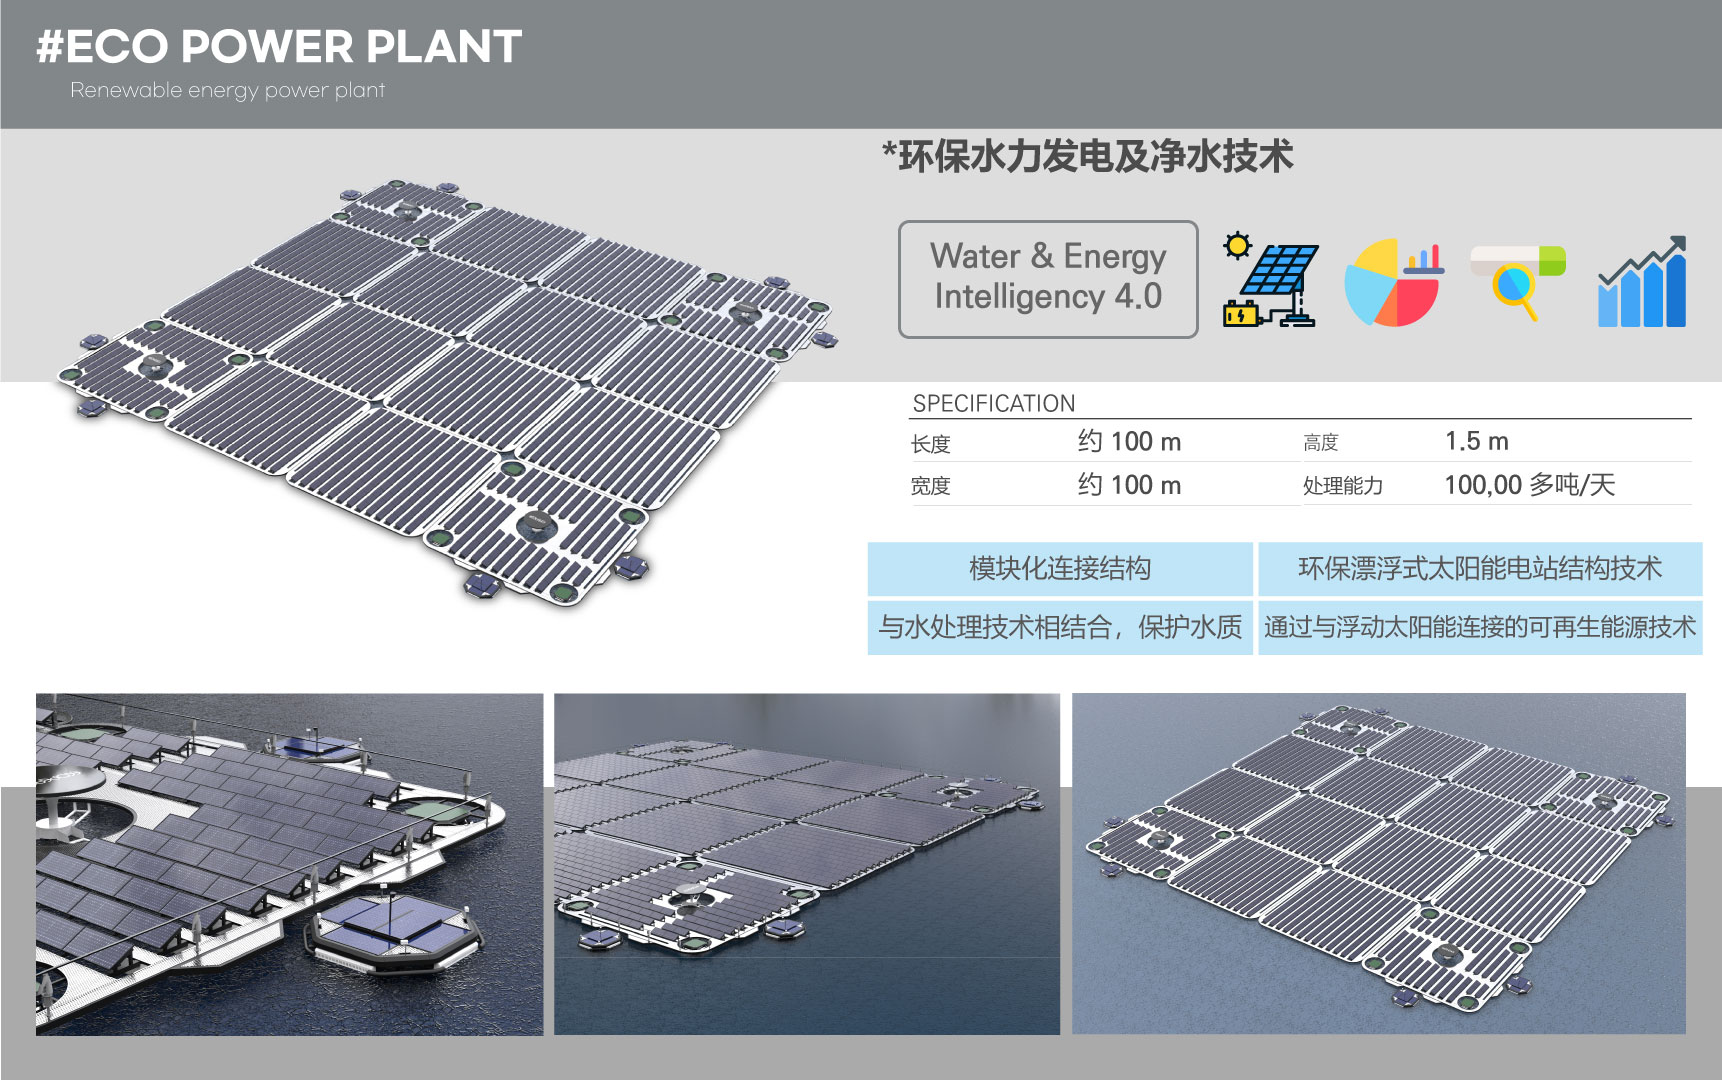 #ECO POWER PLANT
Renewable energy power plant
*环保水力发电及净水技术
Water & Energy
Intelligency 4.0
SPECIFICATION
长度 约 100 m 高度 1.5 m
宽度 约 100 m 处理能力 100,00 多吨/天
模块化连接结构 环保漂浮式太阳能电站结构技术
与水处理技术相结合，保护水质 通过与浮动太阳能连接的可再生能源技术